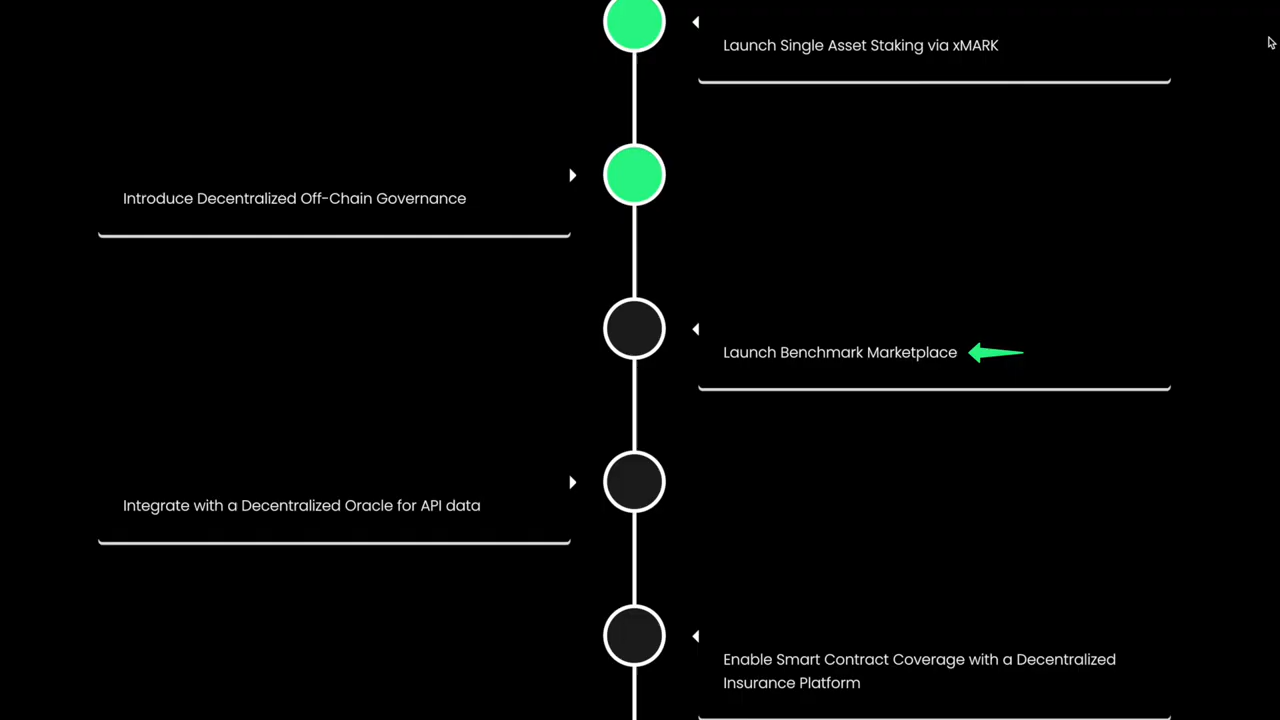 Launch Single Asset Staking via xMARK
Introduce Decentralized Off-Chain Governance
Launch Benchmark Marketplace
Integrate with a Decentralized Oracle for API data
Enable Smart Contract Coverage with a Decentralized
Insurance Platform